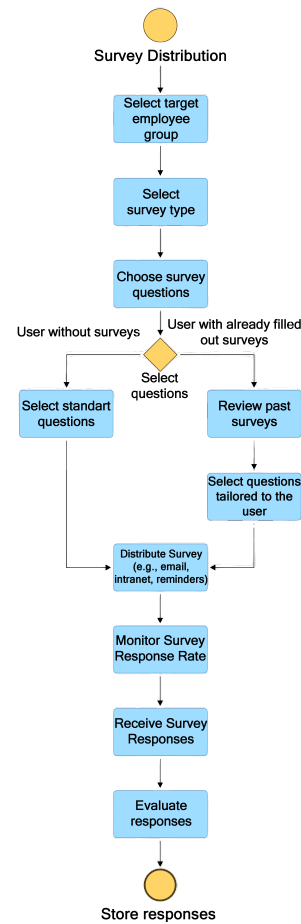 Survey Distribution
Select target
employee
group
Select
survey type
Choose survey
questions
User without surveys
User with already filled
out surveys
Select
questions
Select standart
questions
Review past
surveys
Select questions
tailored to the
user
Distribute Survey
(e.g., email,
intranet, reminders)
Monitor Survey
Response Rate
Receive Survey
Responses
Evaluate
responses
Store responses